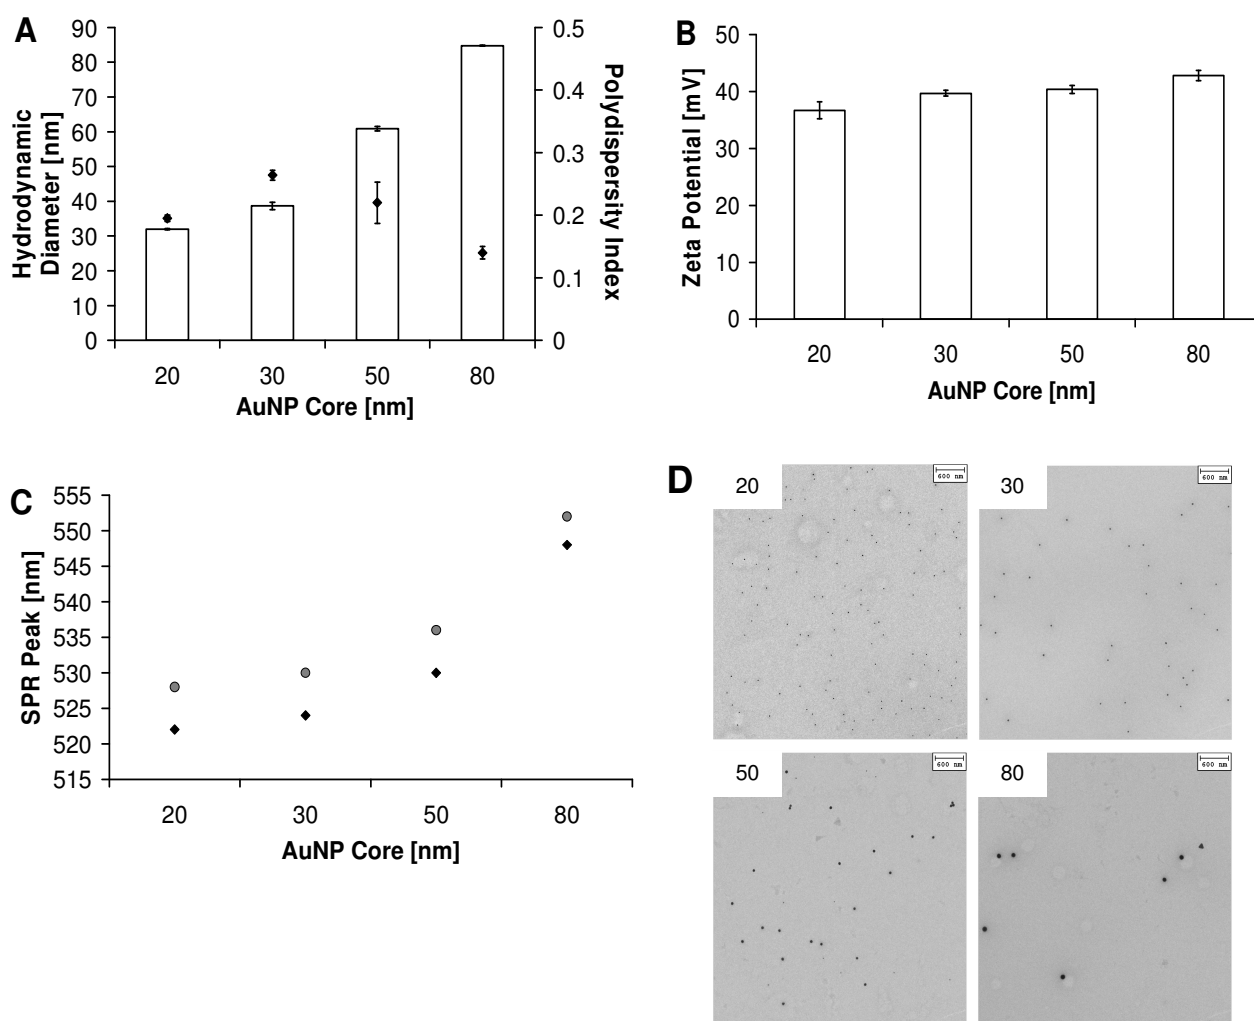 A
90
80
70
60
50
40
30
20
10
0
Hydrodynamic
Diameter [nm]
0.5
0.4
0.3
0.2
0.1
0
Polydispersity Index
20 30 50 80
AuNP Core [nm]
B
50
40
30
20
10
0
Zeta Potential [mV]
20 30 50 80
AuNP Core [nm]
C
555
550
545
540
535
530
525
520
515
SPR Peak [nm]
20 30 50 80
AuNP Core [nm]
D
20
600 nm
30
600 nm
50
600 nm
80
600 nm